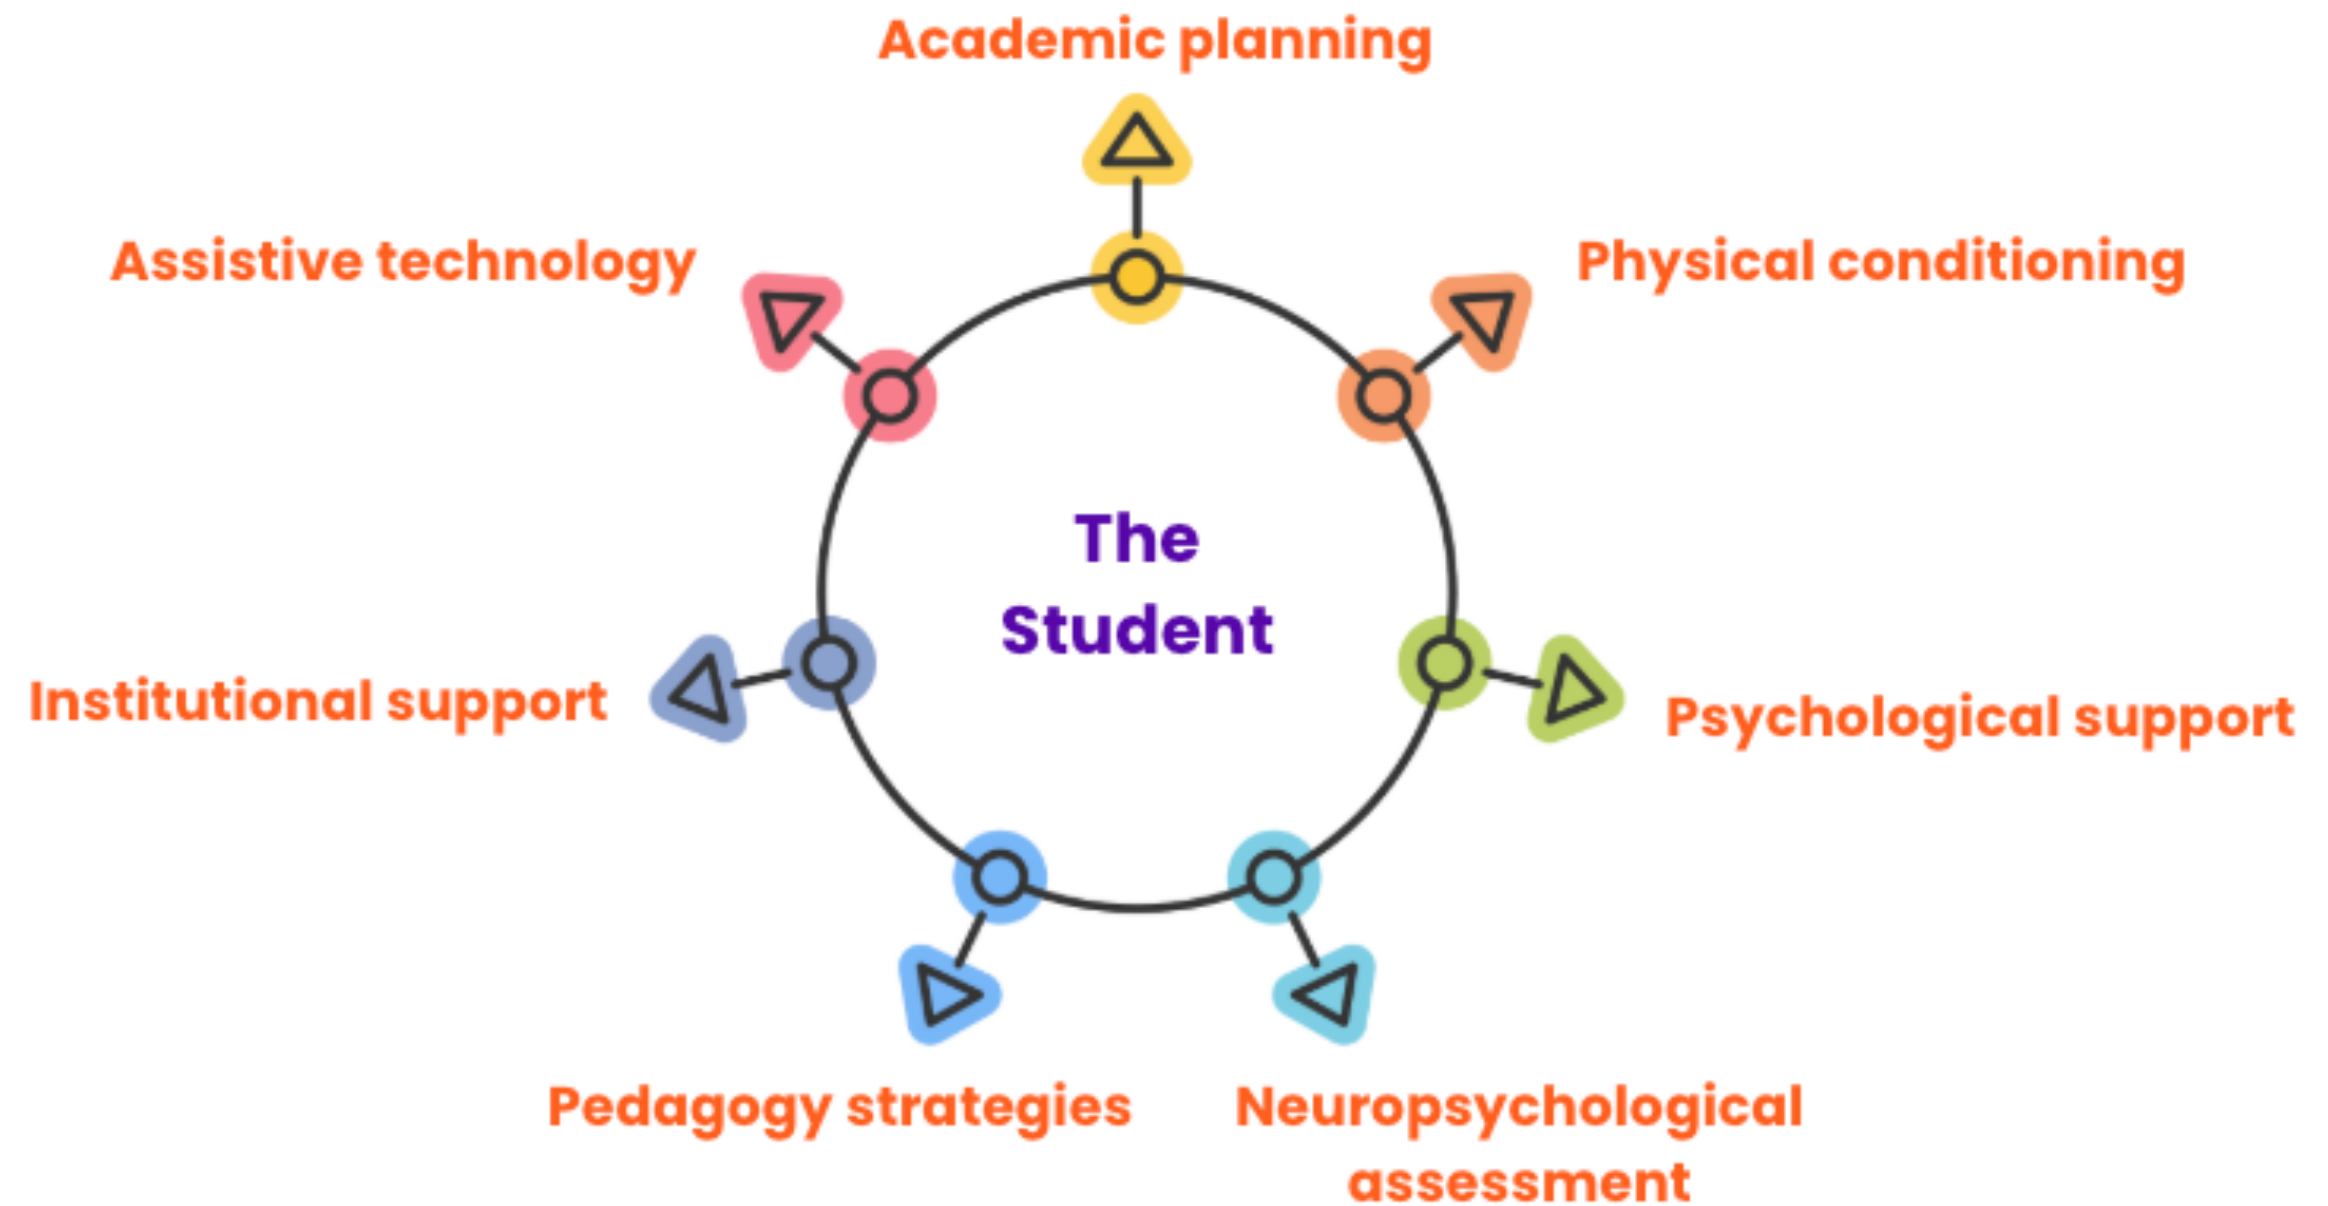 Academic planning
Assistive technology
Physical conditioning
The
Student
Institutional support
Psychological support
Pedagogy strategies
Neuropsychological
assessment